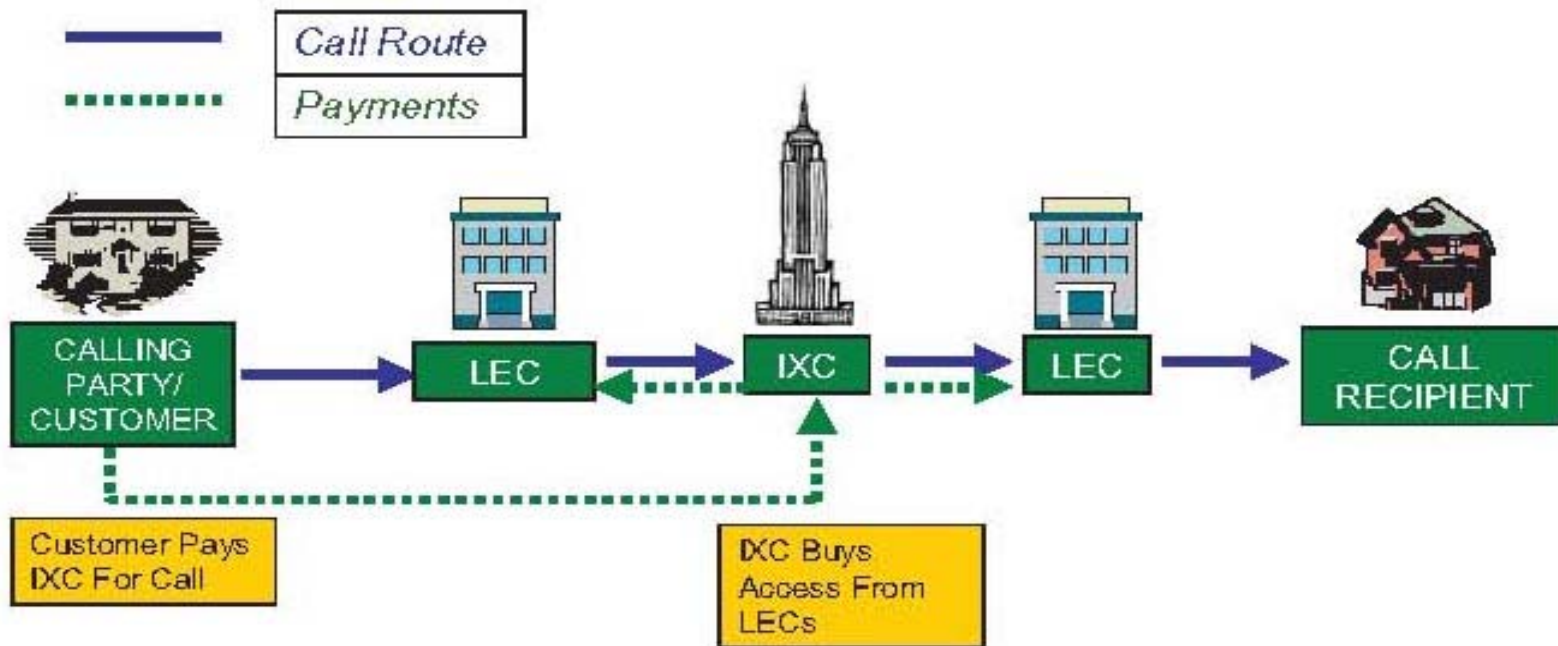 Call Route
Payments
CALLING
PARTY/
CUSTOMER
LEC
IXC
LEC
CALL
RECIPIENT
Customer Pays
IXC For Call
IXC Buys
Access From
LECs